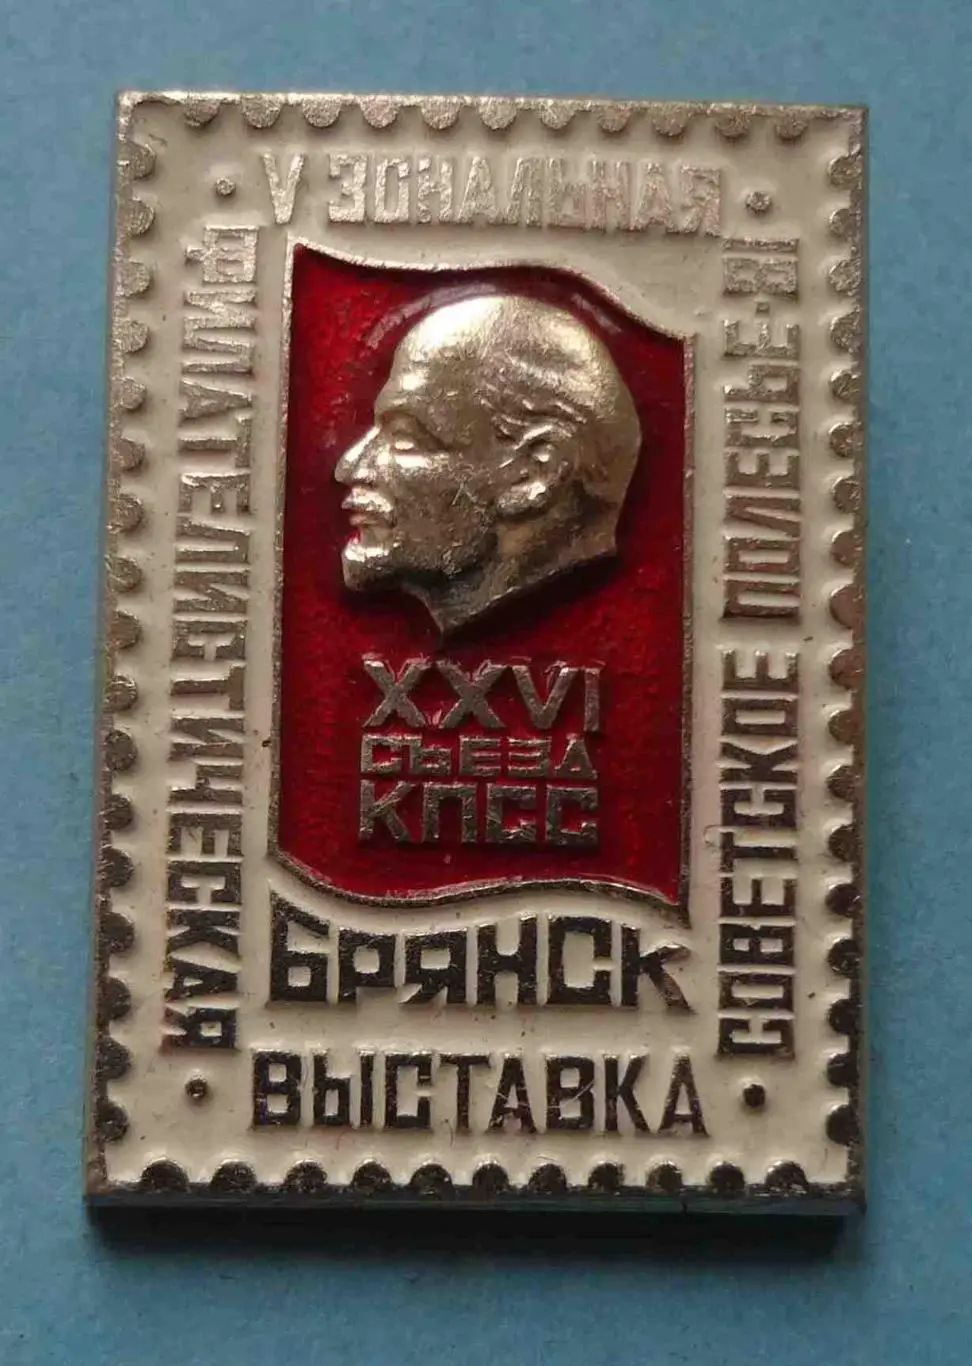 V ЗОНАЛЬНАЯ
ФИЛАТЕЛИСТИЧЕСКАЯ
ВЫСТАВКА
СОВЕТСКОЕ ПОЛЕСЬЕ-81
XXVI
СЪЕЗД
КПСС
БРЯНСК